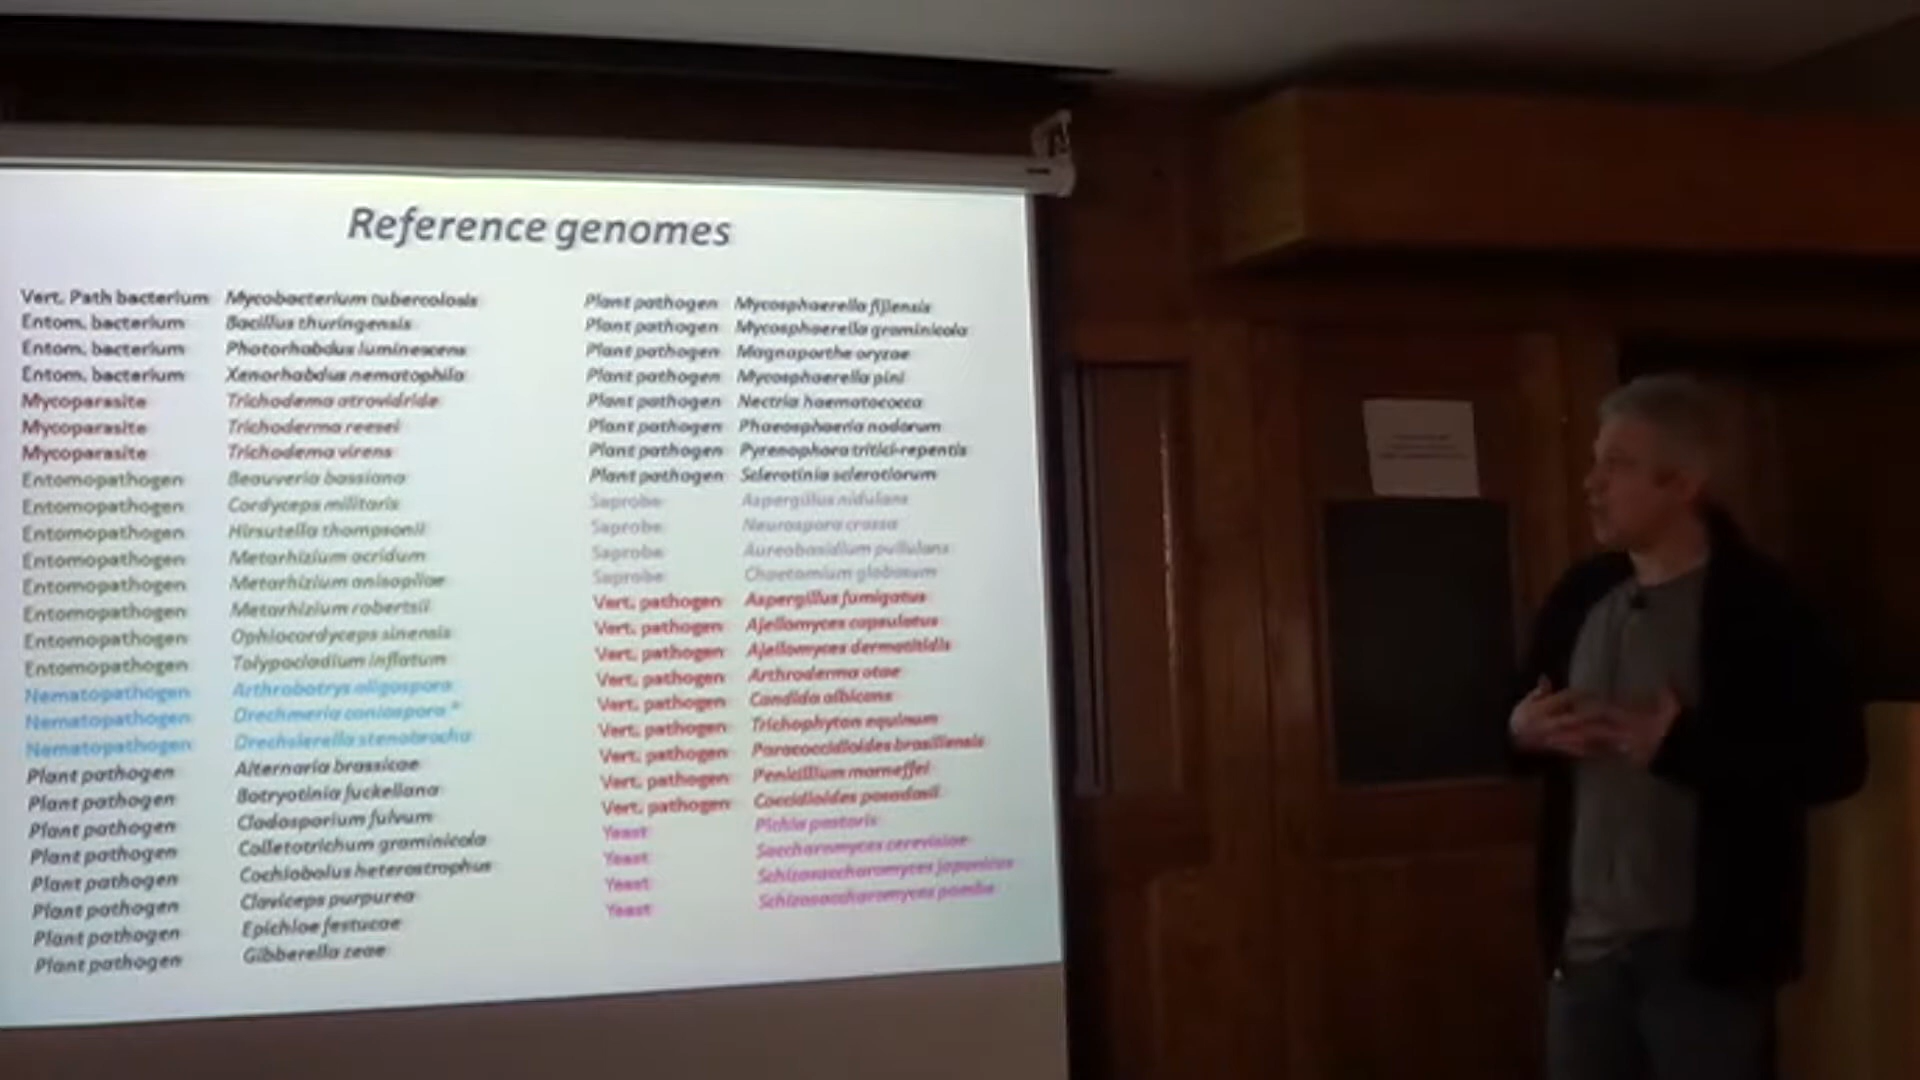 Reference genomes
Vert. Path bacterium Mycobacterium tubercolosis
Entom. bacterium Bacillus thuringensis
Entom. bacterium Photorhabdus luminescens
Entom. bacterium Xenorhabdus nematophila
Mycoparasite Trichodema atrovidride
Mycoparasite Trichoderma reesei
Mycoparasite Trichodema virens
Entomopathogen Beauveria bassiana
Entomopathogen Cordyceps militaris
Entomopathogen Hirsutella thompsonii
Entomopathogen Metarhizium acridum
Entomopathogen Metarhizium anisopliae
Entomopathogen Metarhizium robertsii
Entomopathogen Ophiocordyceps sinensis
Entomopathogen Tolypocladium inflatum
Nematopathogen Arthrobotrys oligospora
Nematopathogen Drechmeria coniospora *
Nematopathogen Drechslerella stenobrocha
Plant pathogen Alternaria brassicae
Plant pathogen Botryotinia fuckeliana
Plant pathogen Cladosporium fulvum
Plant pathogen Colletotrichum graminicola
Plant pathogen Cochiobolus heterostrophus
Plant pathogen Claviceps purpurea
Plant pathogen Epichloe festucae
Plant pathogen Gibberella zeae
Plant pathogen Mycosphaerella fijiensis
Plant pathogen Mycosphaerella graminicola
Plant pathogen Magnaporthe oryzae
Plant pathogen Mycosphaerella pini
Plant pathogen Nectria haematococca
Plant pathogen Phaeosphaeria nodorum
Plant pathogen Pyrenophora tritici-repentis
Plant pathogen Sclerotinia sclerotiorum
Saprobe Aspergillus nidulans
Saprobe Neurospora crassa
Saprobe Aureobasidium pullulans
Saprobe Chaetomium globosum
Vert. pathogen Aspergillus fumigatus
Vert. pathogen Ajellomyces capsulatus
Vert. pathogen Ajellomyces dermatitidis
Vert. pathogen Arthroderma otae
Vert. pathogen Candida albicans
Vert. pathogen Trichophyton equinum
Vert. pathogen Paracoccidioides brasiliensis
Vert. pathogen Penicillium marneffei
Vert. pathogen Coccidioides posadasii
Yeast Pichia pastoris
Yeast Saccharomyces cerevisiae
Yeast Schizosaccharomyces japonicus
Yeast Schizosaccharomyces pombe